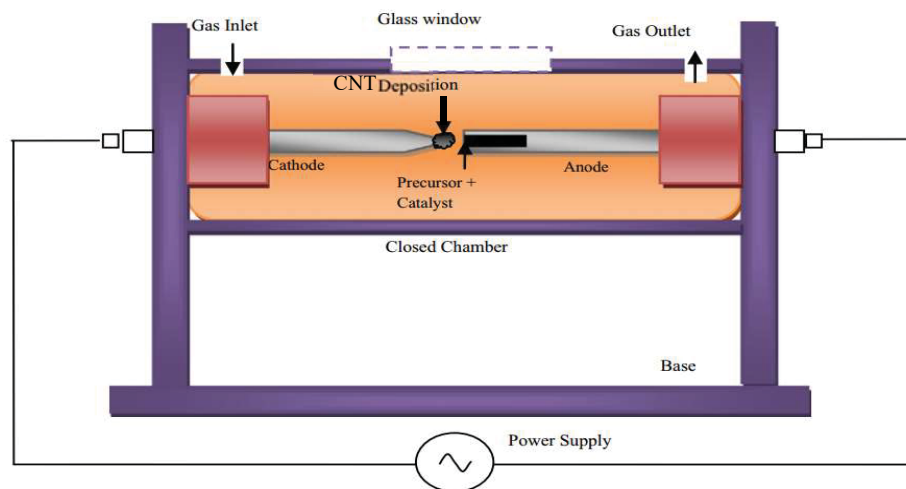 Glass window
Gas Inlet
Gas Outlet
CNT Deposition
Cathode
Anode
Precursor +
Catalyst
Closed Chamber
Base
Power Supply